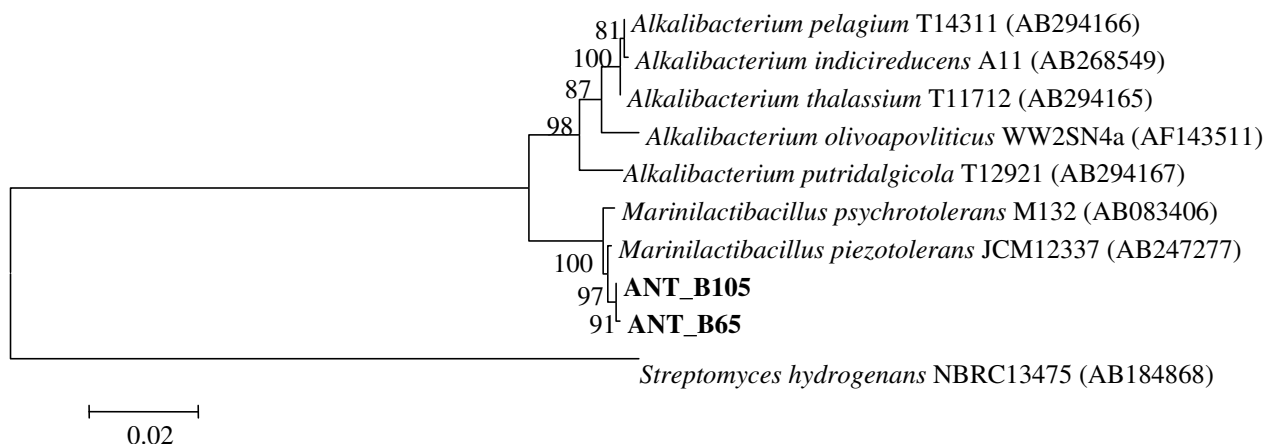 81
Alkalibacterium pelagium T14311 (AB294166)
100
Alkalibacterium indicireducens A11 (AB268549)
87
Alkalibacterium thalassium T11712 (AB294165)
98
Alkalibacterium olivoapovliticus WW2SN4a (AF143511)
Alkalibacterium putridalgicola T12921 (AB294167)
Marinilactibacillus psychrotolerans M132 (AB083406)
Marinilactibacillus piezotolerans JCM12337 (AB247277)
100
97
ANT_B105
91
ANT_B65
Streptomyces hydrogenans NBRC13475 (AB184868)
0.02